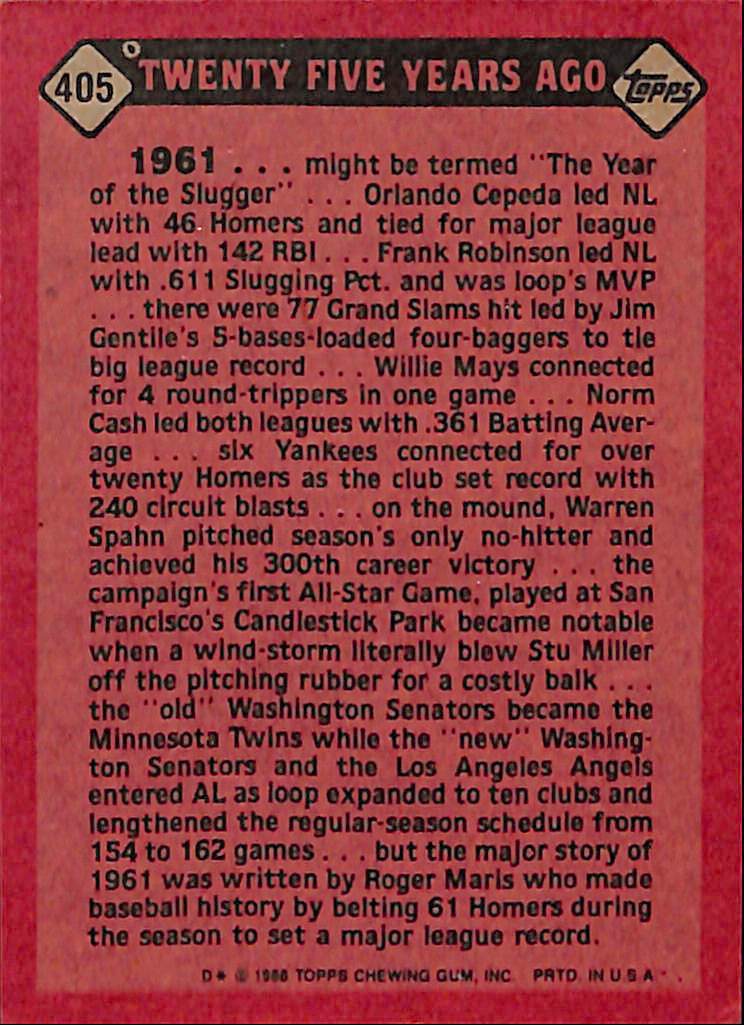 405 TWENTY FIVE YEARS AGO Topps
1961 . . . might be termed "The Year
of the Slugger" . . . Orlando Cepeda led NL
with 46 Homers and tied for major league
lead with 142 RBI . . . Frank Robinson led NL
with .611 Slugging Pct. and was loop's MVP
. . . there were 77 Grand Slams hit led by Jim
Gentile's 5-bases-loaded four-baggers to tie
big league record . . . Willie Mays connected
for 4 round-trippers in one game . . . Norm
Cash led both leagues with .361 Batting Aver-
age . . . six Yankees connected for over
twenty Homers as the club set record with
240 circuit blasts . . . on the mound, Warren
Spahn pitched season's only no-hitter and
achieved his 300th career victory . . . the
campaign's first All-Star Game, played at San
Francisco's Candlestick Park became notable
when a wind-storm literally blew Stu Miller
off the pitching rubber for a costly balk . . .
the "old" Washington Senators became the
Minnesota Twins while the "new" Washing-
ton Senators and the Los Angeles Angels
entered AL as loop expanded to ten clubs and
lengthened the regular-season schedule from
154 to 162 games . . . but the major story of
1961 was written by Roger Maris who made
baseball history by belting 61 Homers during
the season to set a major league record.
D* © 1986 TOPPS CHEWING GUM, INC. PRTD. IN U.S.A.